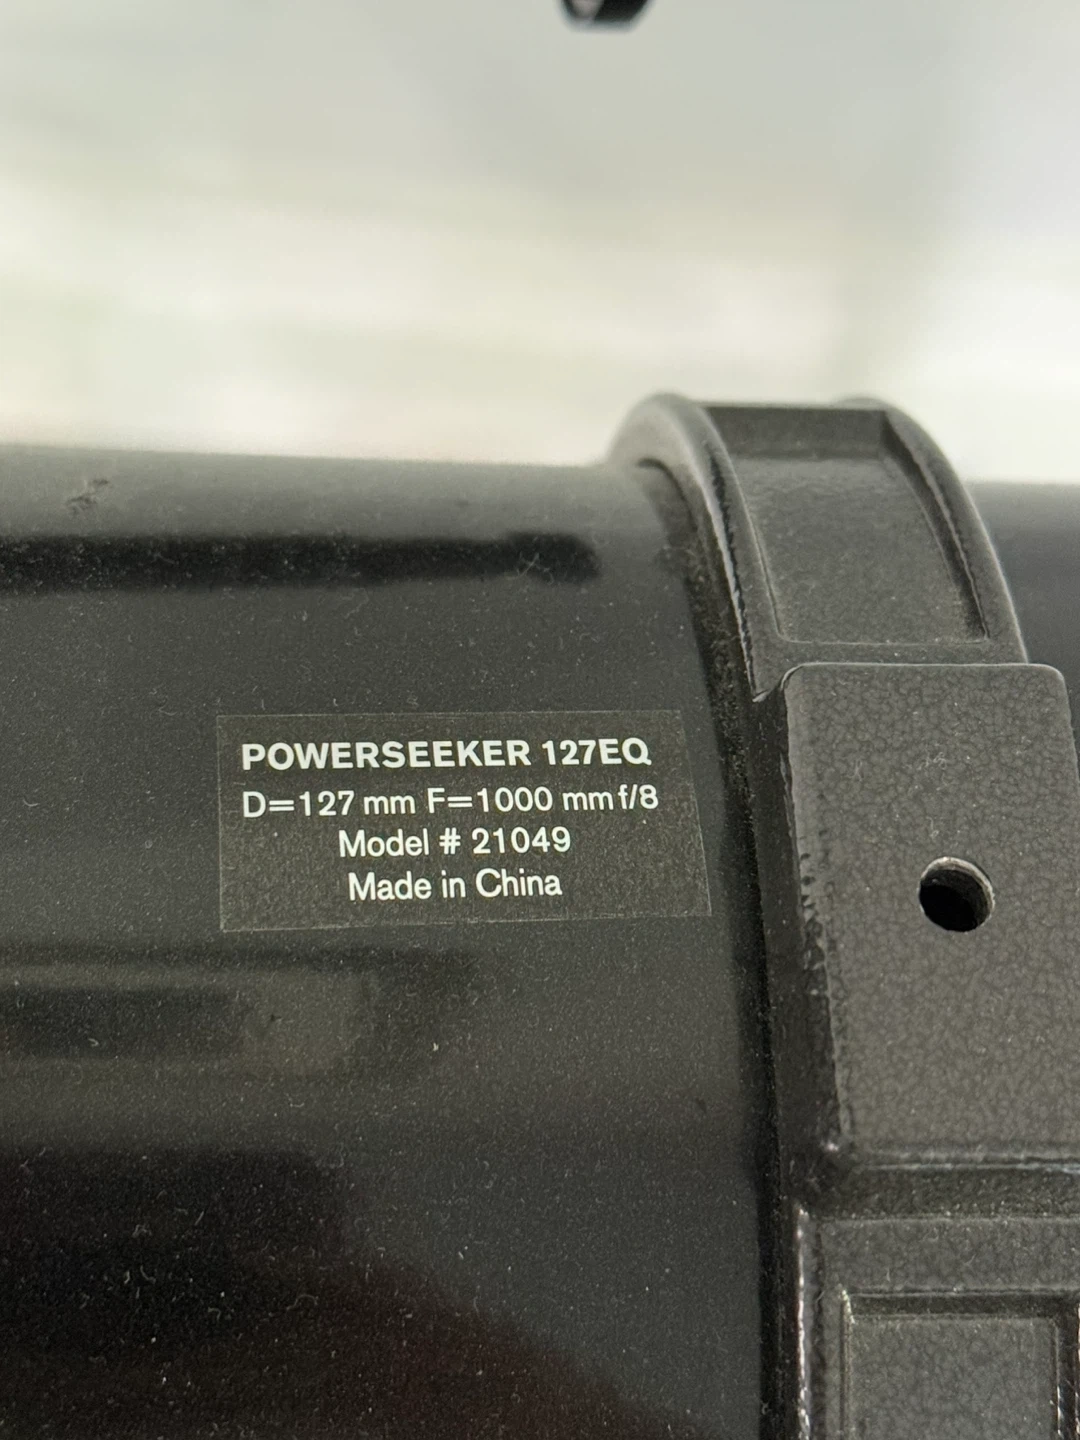 POWERSEEKER 127EQ
D=127 mm F=1000 mm f/8
Model # 21049
Made in China